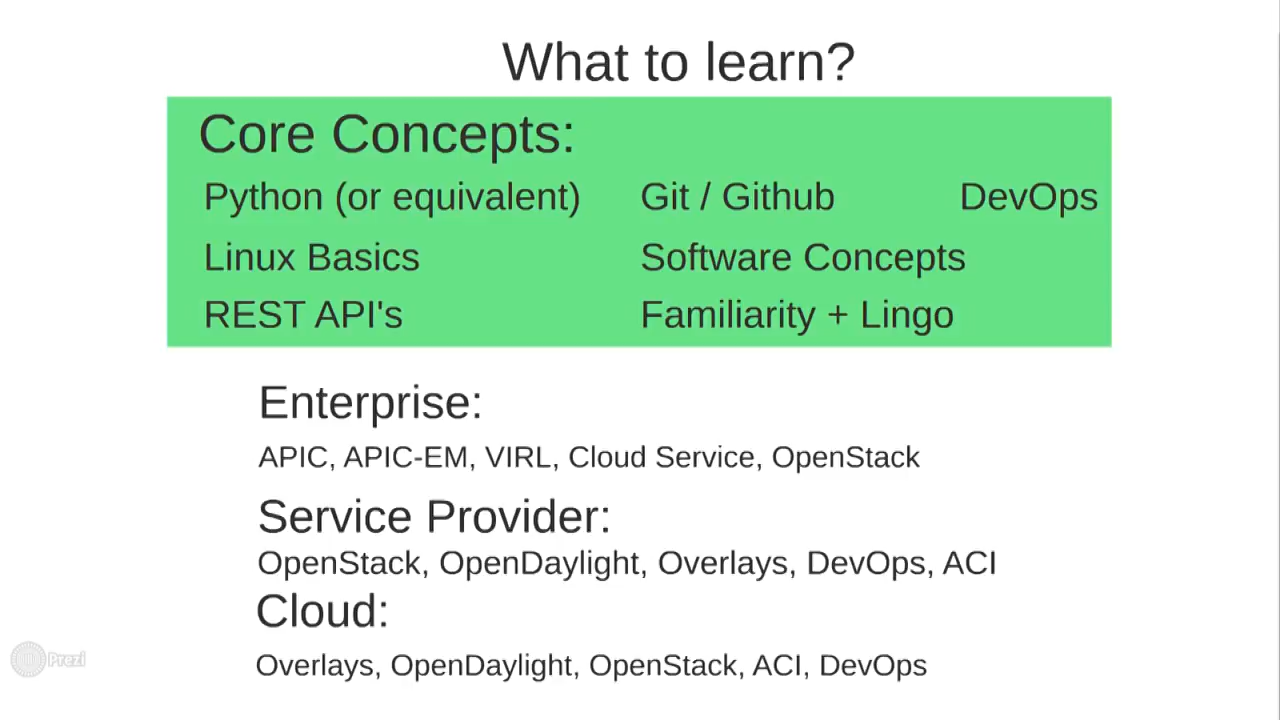 What to learn?
Core Concepts:
Python (or equivalent) Git / Github DevOps
Linux Basics Software Concepts
REST API's Familiarity + Lingo
Enterprise:
APIC, APIC-EM, VIRL, Cloud Service, OpenStack
Service Provider:
OpenStack, OpenDaylight, Overlays, DevOps, ACI
Cloud:
Overlays, OpenDaylight, OpenStack, ACI, DevOps
Prezi